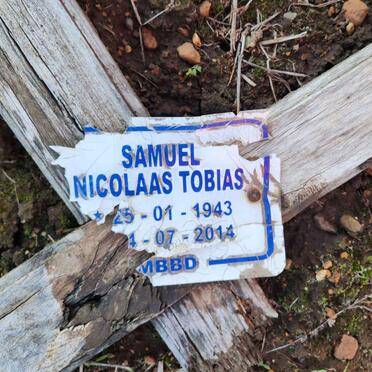 SAMUEL
NICOLAAS TOBIAS
25 - 01 - 1943
4 - 07 - 2014
MBBD